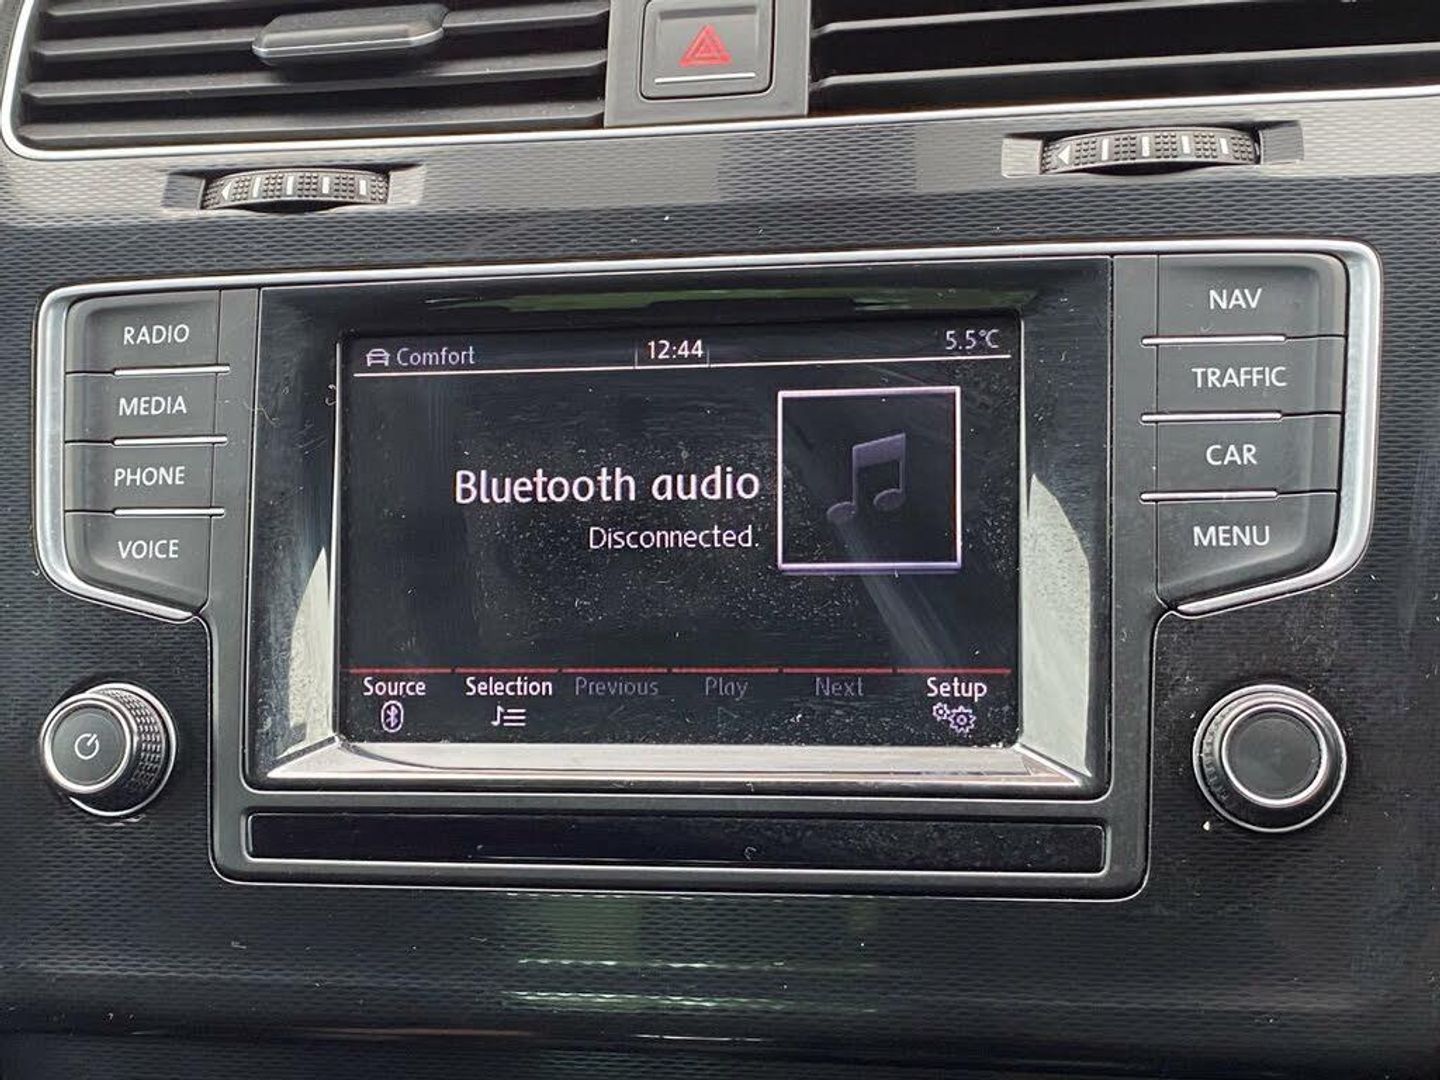 Comfort 12:44 5.5°C
RADIO
MEDIA
PHONE
VOICE
Bluetooth audio
Disconnected.
Source Selection Previous Play Next Setup
NAV
TRAFFIC
CAR
MENU